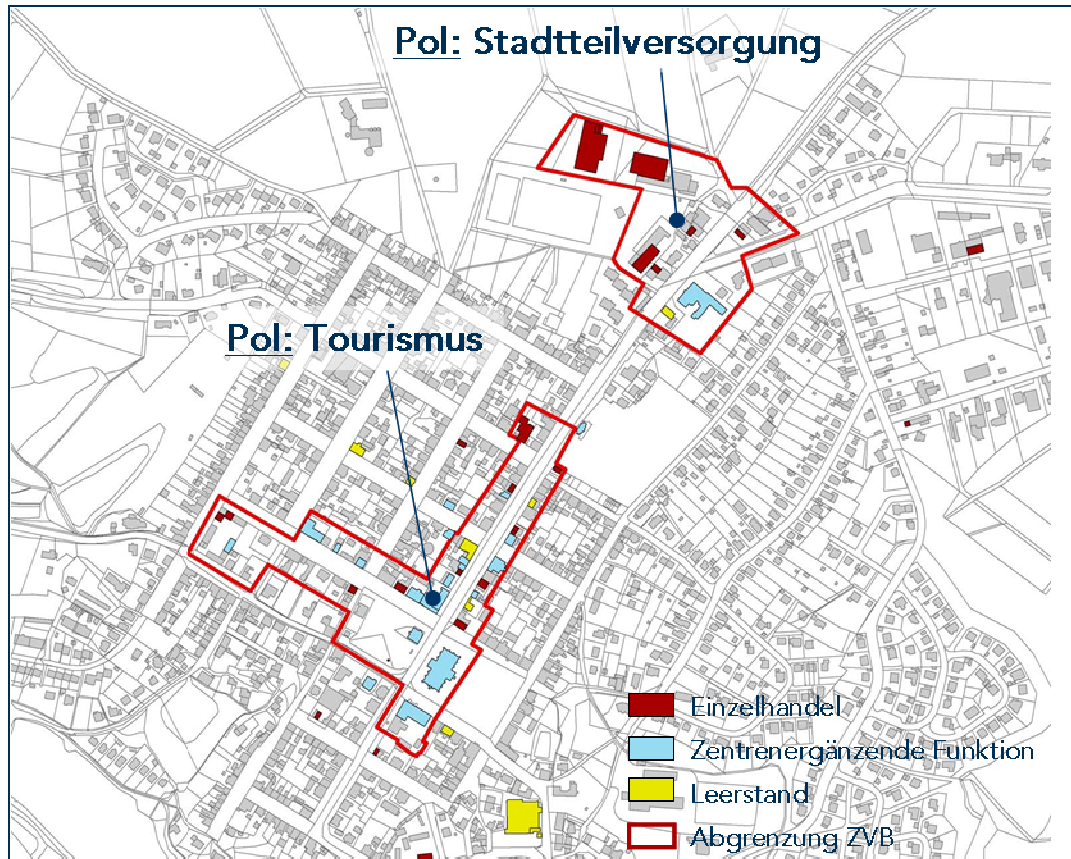 Pol: Stadtteilversorgung
Pol: Tourismus
Einzelhandel
Zentrenergänzende Funktion
Leerstand
Abgrenzung ZVB